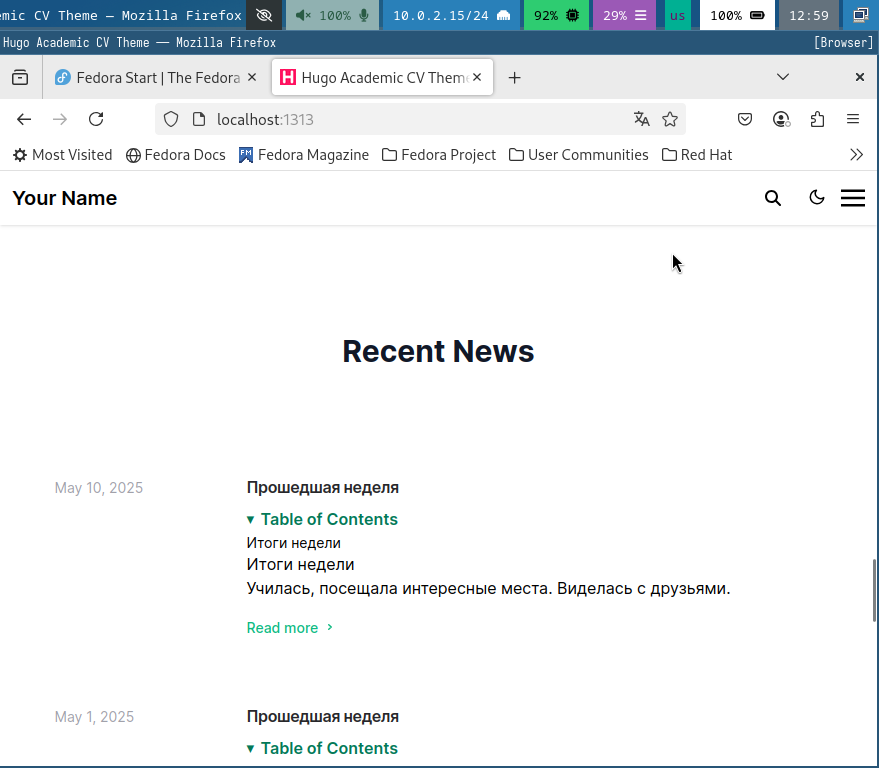 emic CV Theme — Mozilla Firefox 100% 10.0.2.15/24 92% 29% us 100% 12:59
Hugo Academic CV Theme — Mozilla Firefox [Browser]
Fedora Start | The Fedora Hugo Academic CV Theme
localhost:1313
Most Visited Fedora Docs Fedora Magazine Fedora Project User Communities Red Hat
Your Name
Recent News
May 10, 2025 Прошедшая неделя
Table of Contents
Итоги недели
Итоги недели
Училась, посещала интересные места. Виделась с друзьями.
Read more
May 1, 2025 Прошедшая неделя
Table of Contents